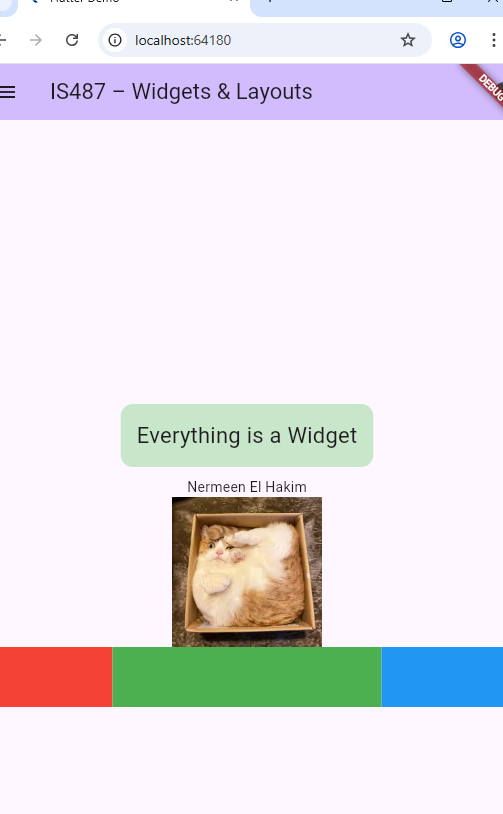 Flutter Demo
localhost:64180
IS487 – Widgets & Layouts
DEBUG
Everything is a Widget
Nermeen El Hakim